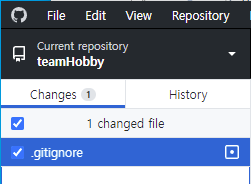 File Edit View Repository
Current repository
teamHobby
Changes 1
History
1 changed file
.gitignore